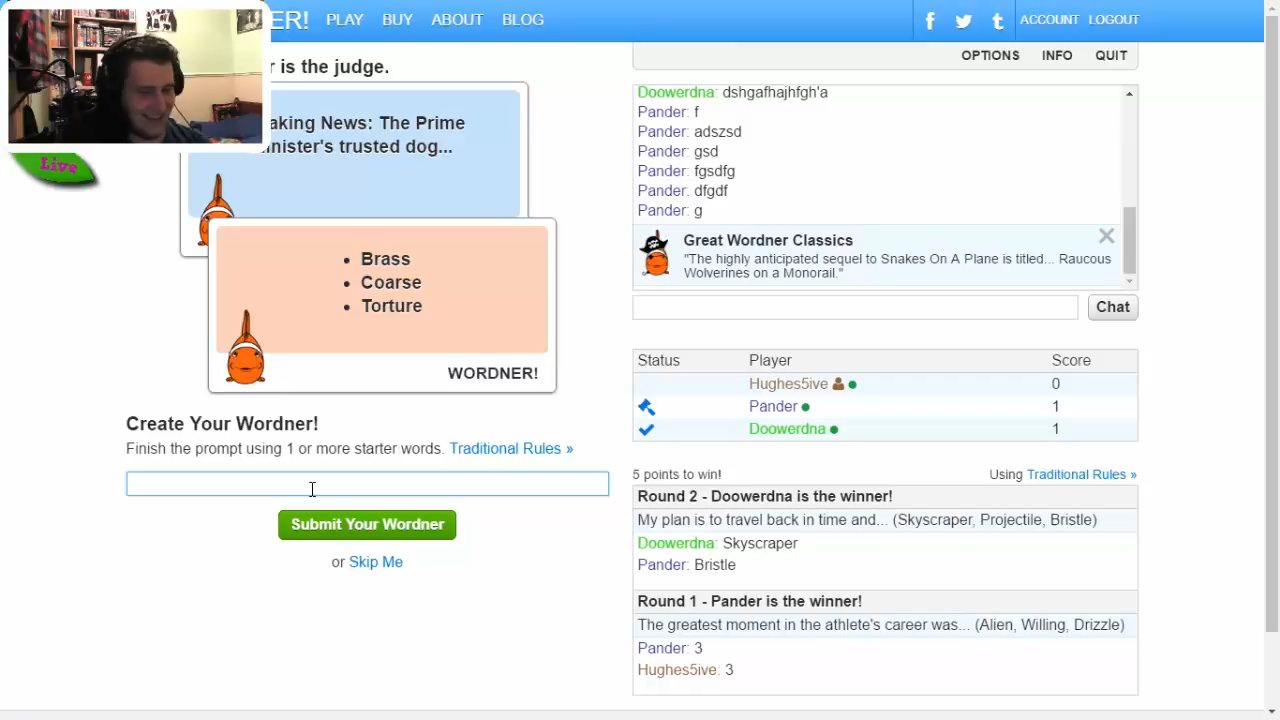 ER! PLAY BUY ABOUT BLOG
ACCOUNT LOGOUT
r is the judge.
aking News: The Prime
nister's trusted dog...
Live
• Brass
• Coarse
• Torture
WORDNER!
Create Your Wordner!
Finish the prompt using 1 or more starter words. Traditional Rules »
Submit Your Wordner
or Skip Me
OPTIONS INFO QUIT
Doowerdna: dshgafhajhfgh'a
Pander: f
Pander: adszsd
Pander: gsd
Pander: fgsdfg
Pander: dfgdf
Pander: g
Great Wordner Classics
"The highly anticipated sequel to Snakes On A Plane is titled... Raucous
Wolverines on a Monorail."
Chat
Status Player Score
Hughes5ive 0
Pander 1
Doowerdna 1
5 points to win! Using Traditional Rules »
Round 2 - Doowerdna is the winner!
My plan is to travel back in time and... (Skyscraper, Projectile, Bristle)
Doowerdna: Skyscraper
Pander: Bristle
Round 1 - Pander is the winner!
The greatest moment in the athlete's career was... (Alien, Willing, Drizzle)
Pander: 3
Hughes5ive: 3